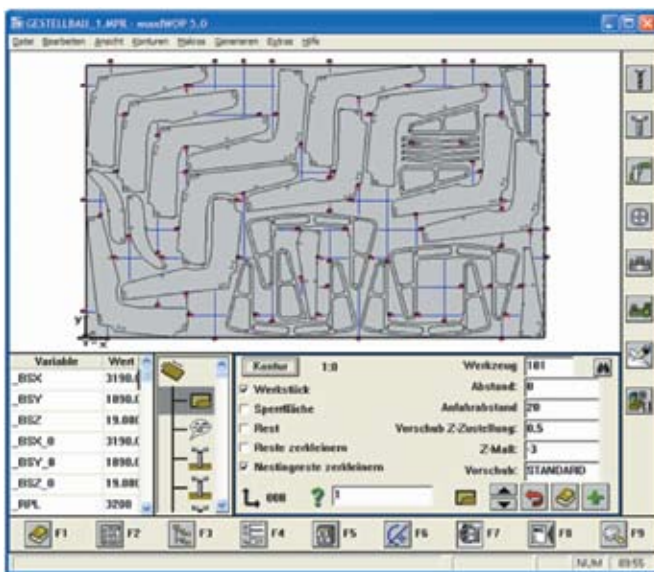 GESTELLBAU_1.MPR - woodWOP 5.0
Datei Bearbeiten Ansicht Konturen Makros Generieren Extras Hilfe
Y
X
Variable Wert
_BSX 3190.0
_BSY 1890.0
_BSZ 19.000
_BSX_0 3190.0
_BSY_0 1890.0
_BSZ_0 19.000
_RPL 3200
Kontur 1:0
Werkstück
Sperrfläche
Rest
Reste zerkleinern
Nestingreste zerkleinern
000 ? 1
Werkzeug 101
Abstand: 0
Anfahrabstand 20
Vorschub Z-Zustellung: 0.5
Z-Maß: -3
Vorschub: STANDARD
F1 F2 F3 F4 F5 F6 F7 F8 F9
NUM 09:55